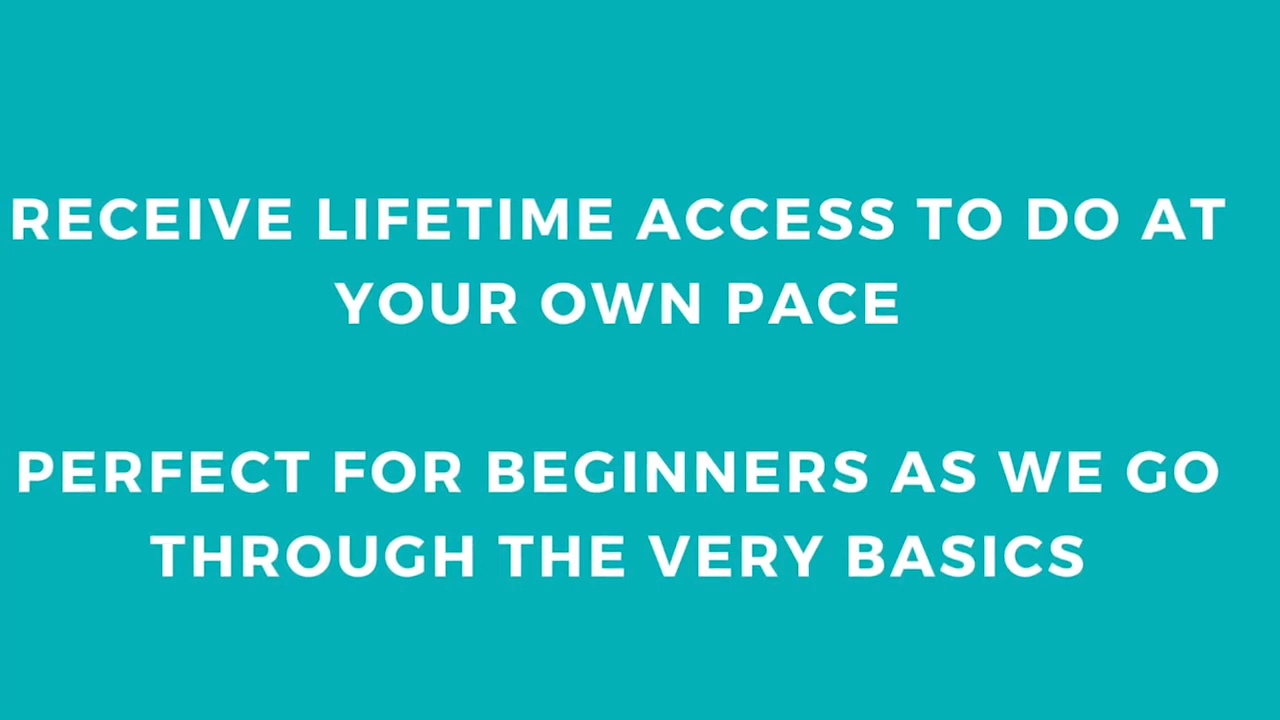 RECEIVE LIFETIME ACCESS TO DO AT
YOUR OWN PACE
PERFECT FOR BEGINNERS AS WE GO
THROUGH THE VERY BASICS